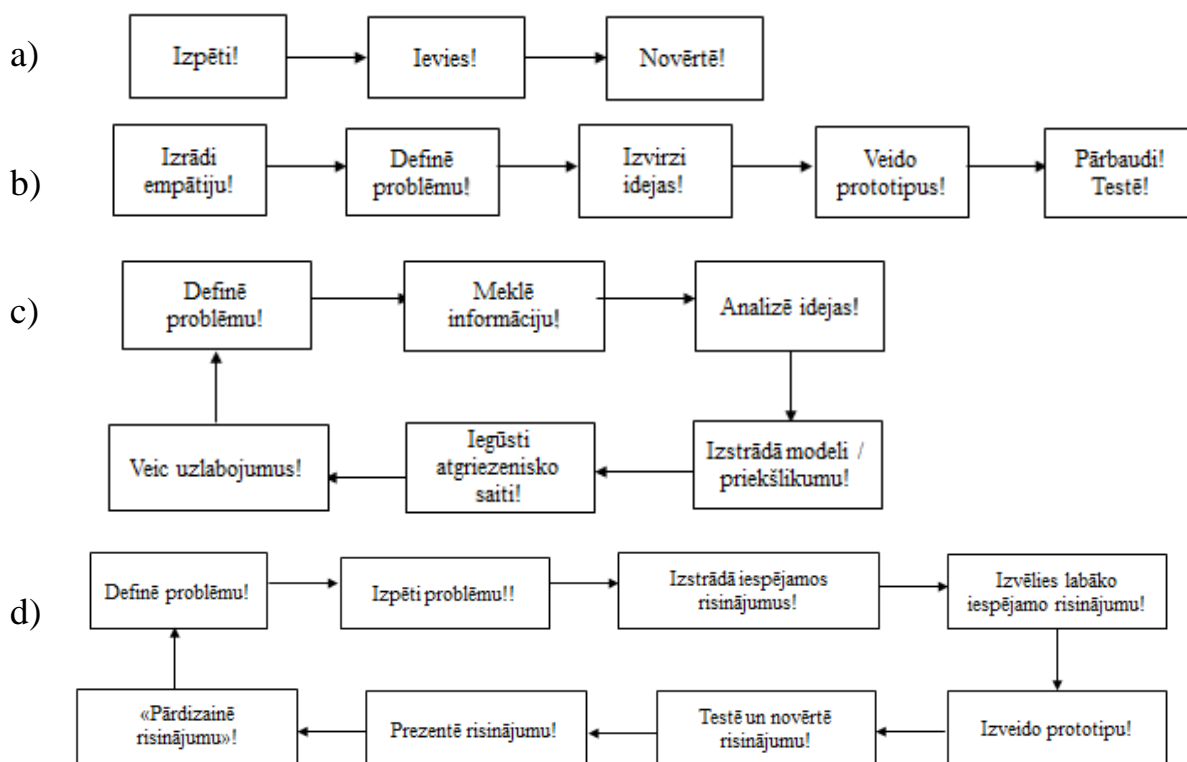 a)
Izpēti!
Ievies!
Novērtē!
b)
Izrādi
empātiju!
Definē
problēmu!
Izvirzi
idejas!
Veido
prototipus!
Pārbaudi!
Testē!
c)
Definē
problēmu!
Meklē
informāciju!
Analizē idejas!
Izstrādā modeli /
priekšlikumu!
Iegūsti
atgriezenisko
saiti!
Veic uzlabojumus!
d)
Definē problēmu!
Izpēti problēmu!!
Izstrādā iespējamos
risinājumus!
Izvēlies labāko
iespējamo risinājumu!
Izveido prototipu!
Testē un novērtē
risinājumu!
Prezentē risinājumu!
«Pārdizainē
risinājumu»!